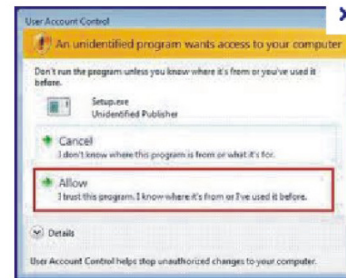 User Account Control
An unidentified program wants access to your computer
Don't run the program unless you know where it's from or you've used it
before.
Setup.exe
Unidentified Publisher
Cancel
I don't know where this program is from or what it's for.
Allow
I trust this program. I know where it's from or I've used it before.
Details
User Account Control helps stop unauthorized changes to your computer.